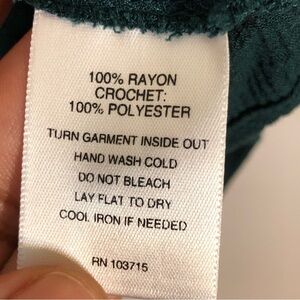 100% RAYON
CROCHET:
100% POLYESTER
TURN GARMENT INSIDE OUT
HAND WASH COLD
DO NOT BLEACH
LAY FLAT TO DRY
COOL IRON IF NEEDED
RN 103715